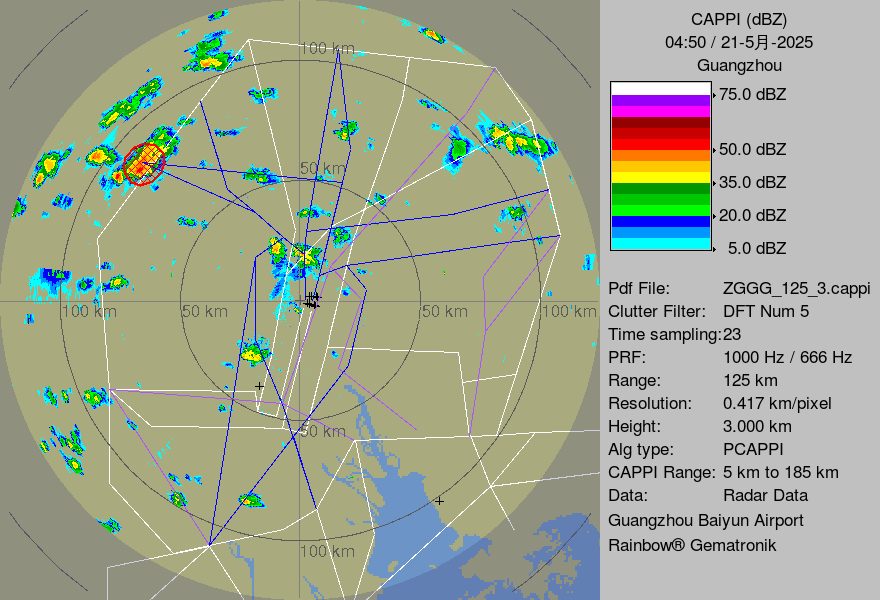 CAPPI (dBZ)
04:50 / 21-5月-2025
Guangzhou
75.0 dBZ
50.0 dBZ
35.0 dBZ
20.0 dBZ
5.0 dBZ
Pdf File: ZGGG_125_3.cappi
Clutter Filter: DFT Num 5
Time sampling:23
PRF: 1000 Hz / 666 Hz
Range: 125 km
Resolution: 0.417 km/pixel
Height: 3.000 km
Alg type: PCAPPI
CAPPI Range: 5 km to 185 km
Data: Radar Data
Guangzhou Baiyun Airport
Rainbow® Gematronik
100 km
50 km
100 km
50 km
50 km
100 km
50 km
100 km